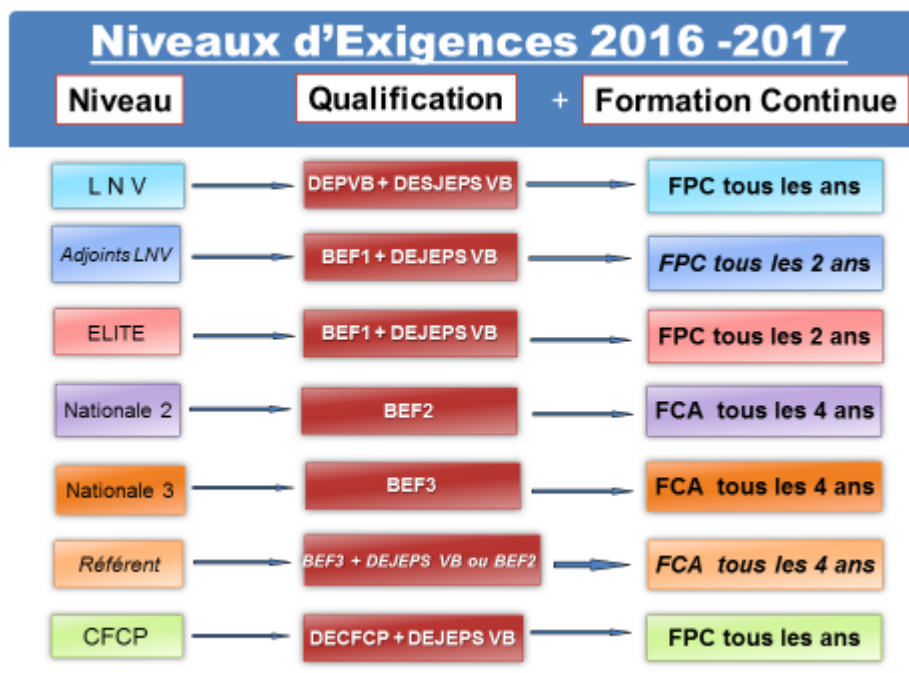 Niveaux d'Exigences 2016 -2017
Niveau Qualification + Formation Continue
L N V DEPVB + DESJEPS VB FPC tous les ans
Adjoints LNV BEF1 + DEJEPS VB FPC tous les 2 ans
ELITE BEF1 + DEJEPS VB FPC tous les 2 ans
Nationale 2 BEF2 FCA tous les 4 ans
Nationale 3 BEF3 FCA tous les 4 ans
Référent BEF3 + DEJEPS VB ou BEF2 FCA tous les 4 ans
CFCP DECFCP + DEJEPS VB FPC tous les ans